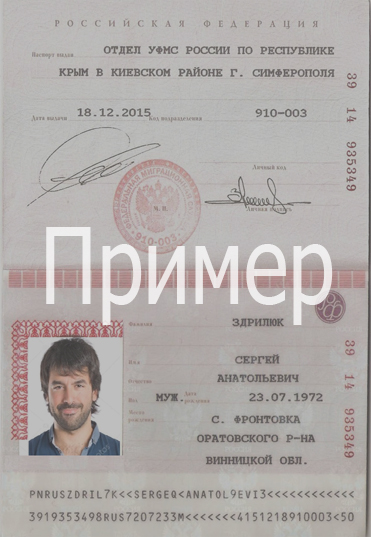 РОССИЙСКАЯ ФЕДЕРАЦИЯ
Паспорт выдан ОТДЕЛ УФМС РОССИИ ПО РЕСПУБЛИКЕ
КРЫМ В КИЕВСКОМ РАЙОНЕ Г. СИМФЕРОПОЛЯ
Дата выдачи 18.12.2015 Код подразделения 910-003
39 14 935349
Личный код
ФЕДЕРАЛЬНАЯ МИГРАЦИОННАЯ
М.П.
910-003
Личная подпись
Пример
Фамилия ЗДРИЛЮК
Имя СЕРГЕЙ
Отчество АНАТОЛЬЕВИЧ
Пол МУЖ. Дата рождения 23.07.1972
Место рождения С. ФРОНТОВКА
ОРАТОВСКОГО Р-НА
ВИННИЦКОЙ ОБЛ.
39 14 935349
PNRUSZDRIL7K<<SERGEQ<ANATOL9EVI3<<<<<<<<<<<<
3919353498RUS7207233M<<<<<<<4151218910003<50